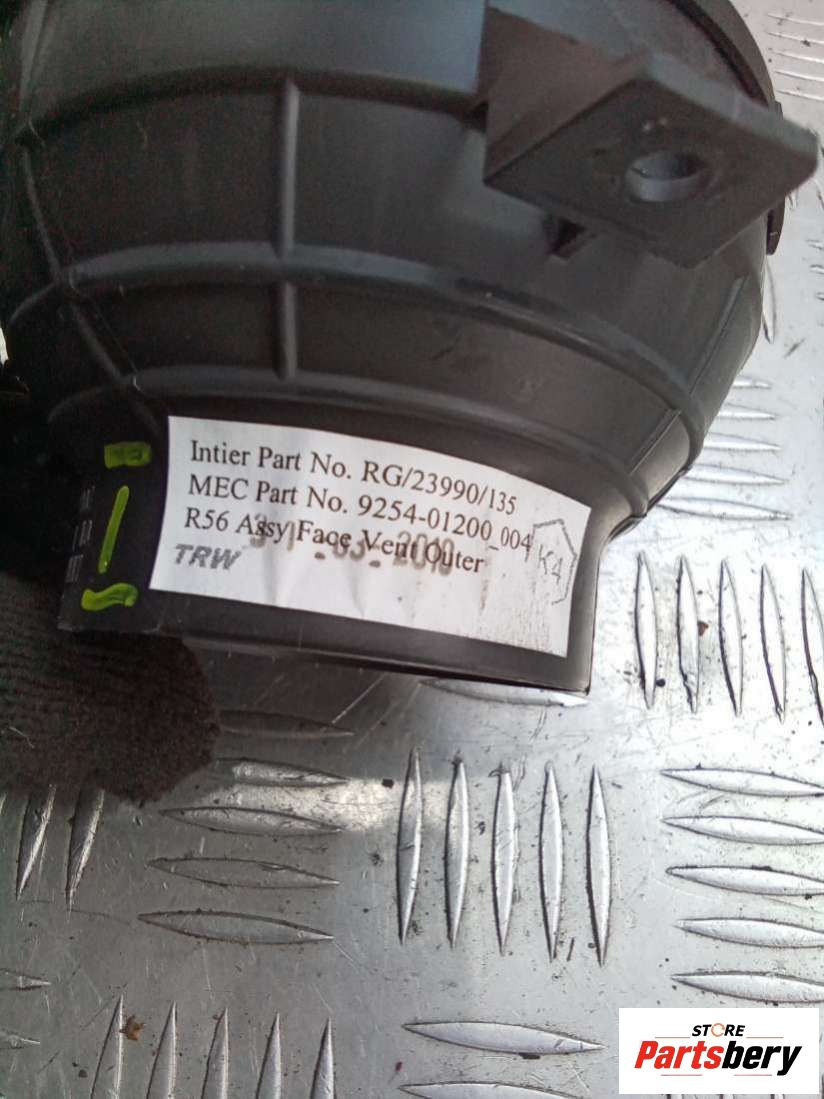 Intier Part No. RG/23990/135
MEC Part No. 9254-01200_004
R56 Assy Face Vent Outer
TRW
K4
STORE
Partsbery